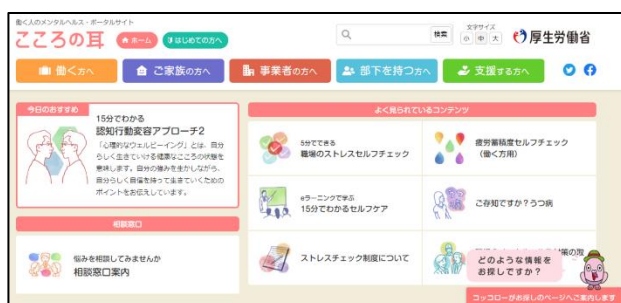 働く人のメンタルヘルス・ポータルサイト
こころの耳
ホーム
はじめての方へ
検索
文字サイズ
小 中 大
厚生労働省
働く方へ
ご家族の方へ
事業者の方へ
部下を持つ方へ
支援する方へ
今日のおすすめ
15分でわかる
認知行動変容アプローチ2
「心理的なウェルビーイング」とは、自分
らしく生きていける健康なこころの状態を
意味します。自分の強みを生かしながら、
自分らしく自信を持って生きていくための
ポイントをお伝えしています。
相談窓口
悩みを相談してみませんか
相談窓口案内
よく見られているコンテンツ
5分でできる
職場のストレスセルフチェック
疲労蓄積度セルフチェック
（働く方用）
eラーニングで学ぶ
15分でわかるセルフケア
ご存知ですか？うつ病
ストレスチェック制度について
策の取
どのような情報を
お探しですか？
コッコローがお探しのページへご案内します